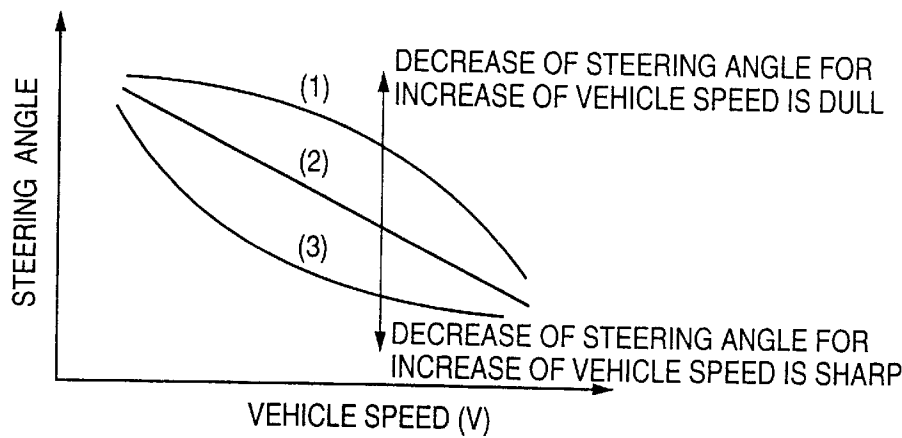 STEERING ANGLE
(1)
(2)
(3)
DECREASE OF STEERING ANGLE FOR
INCREASE OF VEHICLE SPEED IS DULL
DECREASE OF STEERING ANGLE FOR
INCREASE OF VEHICLE SPEED IS SHARP
VEHICLE SPEED (V)